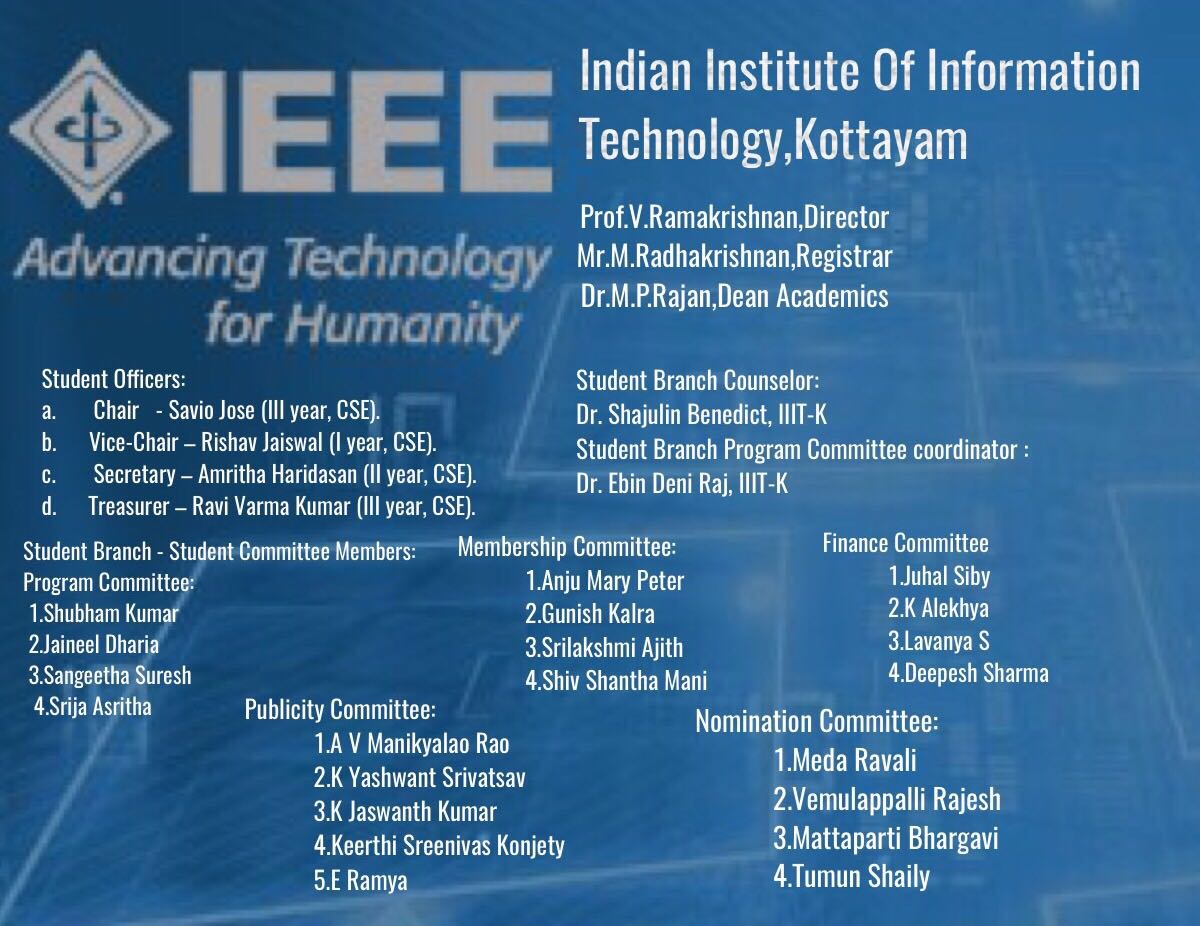 IEEE
Advancing Technology
for Humanity
Indian Institute Of Information
Technology,Kottayam
Prof.V.Ramakrishnan,Director
Mr.M.Radhakrishnan,Registrar
Dr.M.P.Rajan,Dean Academics
Student Officers:
a. Chair - Savio Jose (III year, CSE).
b. Vice-Chair – Rishav Jaiswal (I year, CSE).
c. Secretary – Amritha Haridasan (II year, CSE).
d. Treasurer – Ravi Varma Kumar (III year, CSE).
Student Branch Counselor:
Dr. Shajulin Benedict, IIIT-K
Student Branch Program Committee coordinator :
Dr. Ebin Deni Raj, IIIT-K
Student Branch - Student Committee Members:
Program Committee:
1.Shubham Kumar
2.Jaineel Dharia
3.Sangeetha Suresh
4.Srija Asritha
Membership Committee:
1.Anju Mary Peter
2.Gunish Kalra
3.Srilakshmi Ajith
4.Shiv Shantha Mani
Finance Committee
1.Juhal Siby
2.K Alekhya
3.Lavanya S
4.Deepesh Sharma
Publicity Committee:
1.A V Manikyalao Rao
2.K Yashwant Srivatsav
3.K Jaswanth Kumar
4.Keerthi Sreenivas Konjety
5.E Ramya
Nomination Committee:
1.Meda Ravali
2.Vemulappalli Rajesh
3.Mattaparti Bhargavi
4.Tumun Shaily